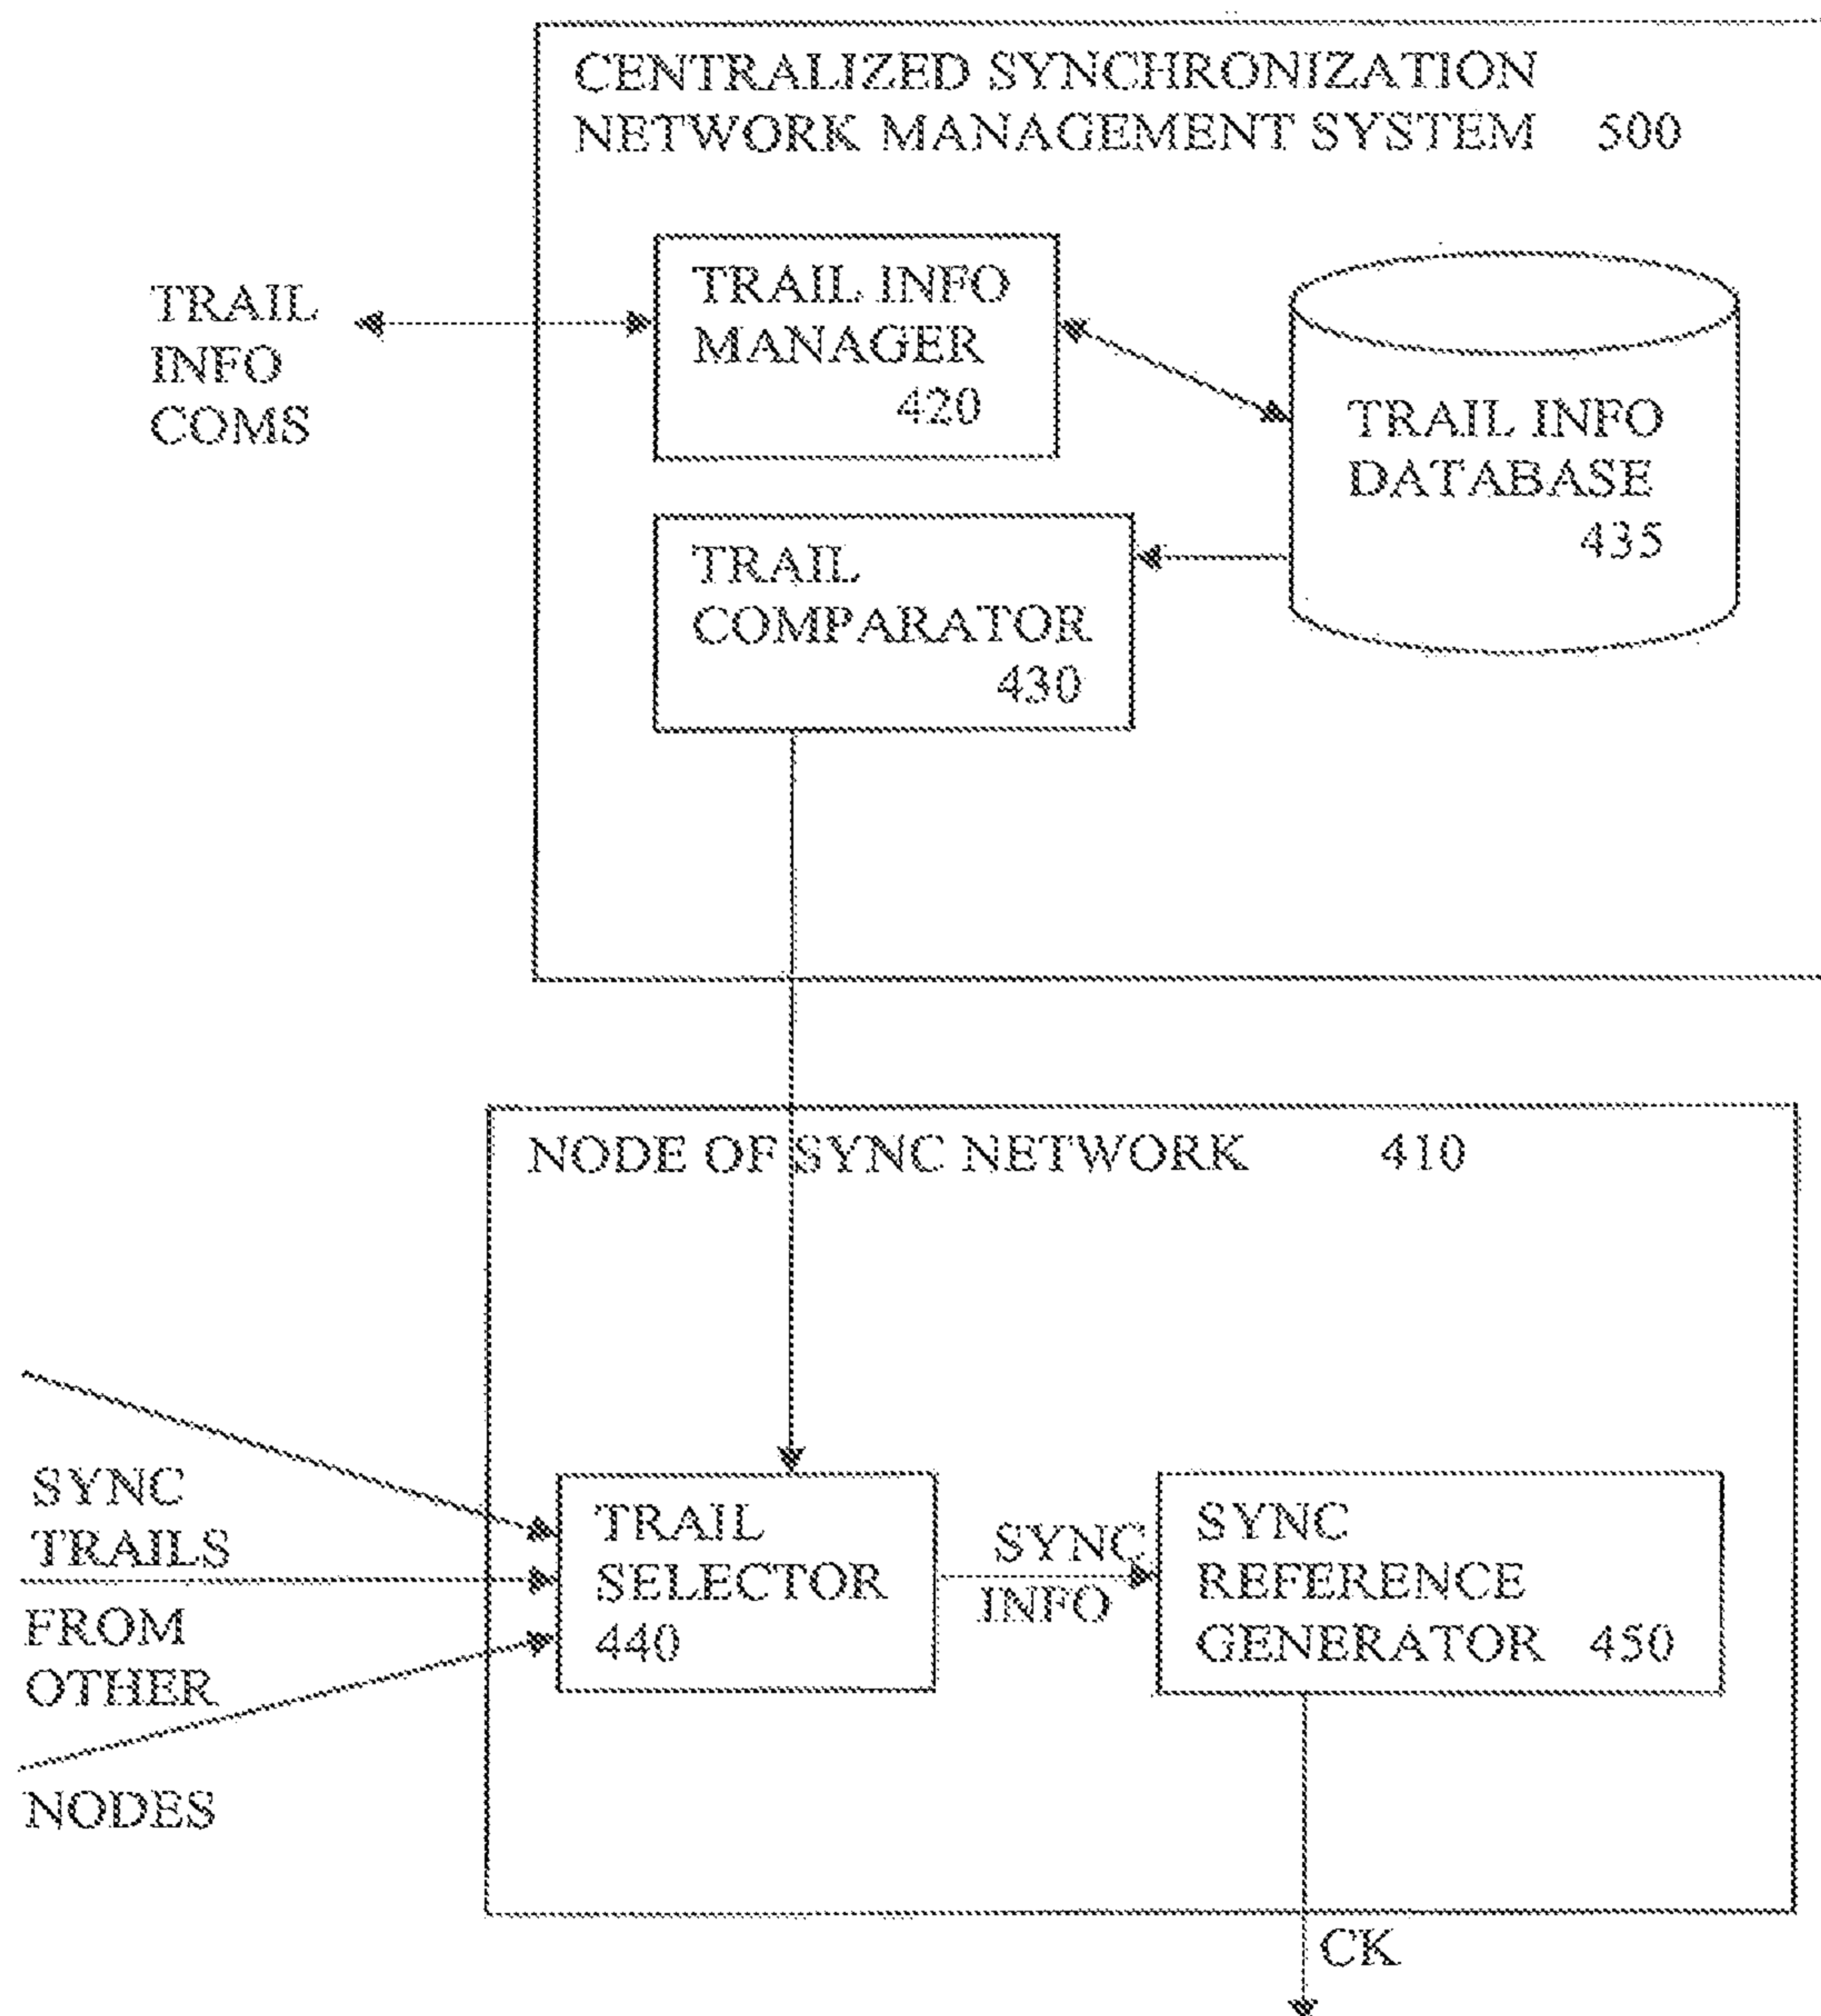 CENTRALIZED SYNCHRONIZATION
NETWORK MANAGEMENT SYSTEM 500
TRAIL
INFO
COMS
TRAIL INFO
MANAGER
420
TRAIL INFO
DATABASE
435
TRAIL
COMPARATOR
430
NODE OF SYNC NETWORK 410
SYNC
TRAILS
FROM
OTHER
NODES
TRAIL
SELECTOR
440
SYNC
INFO
SYNC
REFERENCE
GENERATOR 450
CK